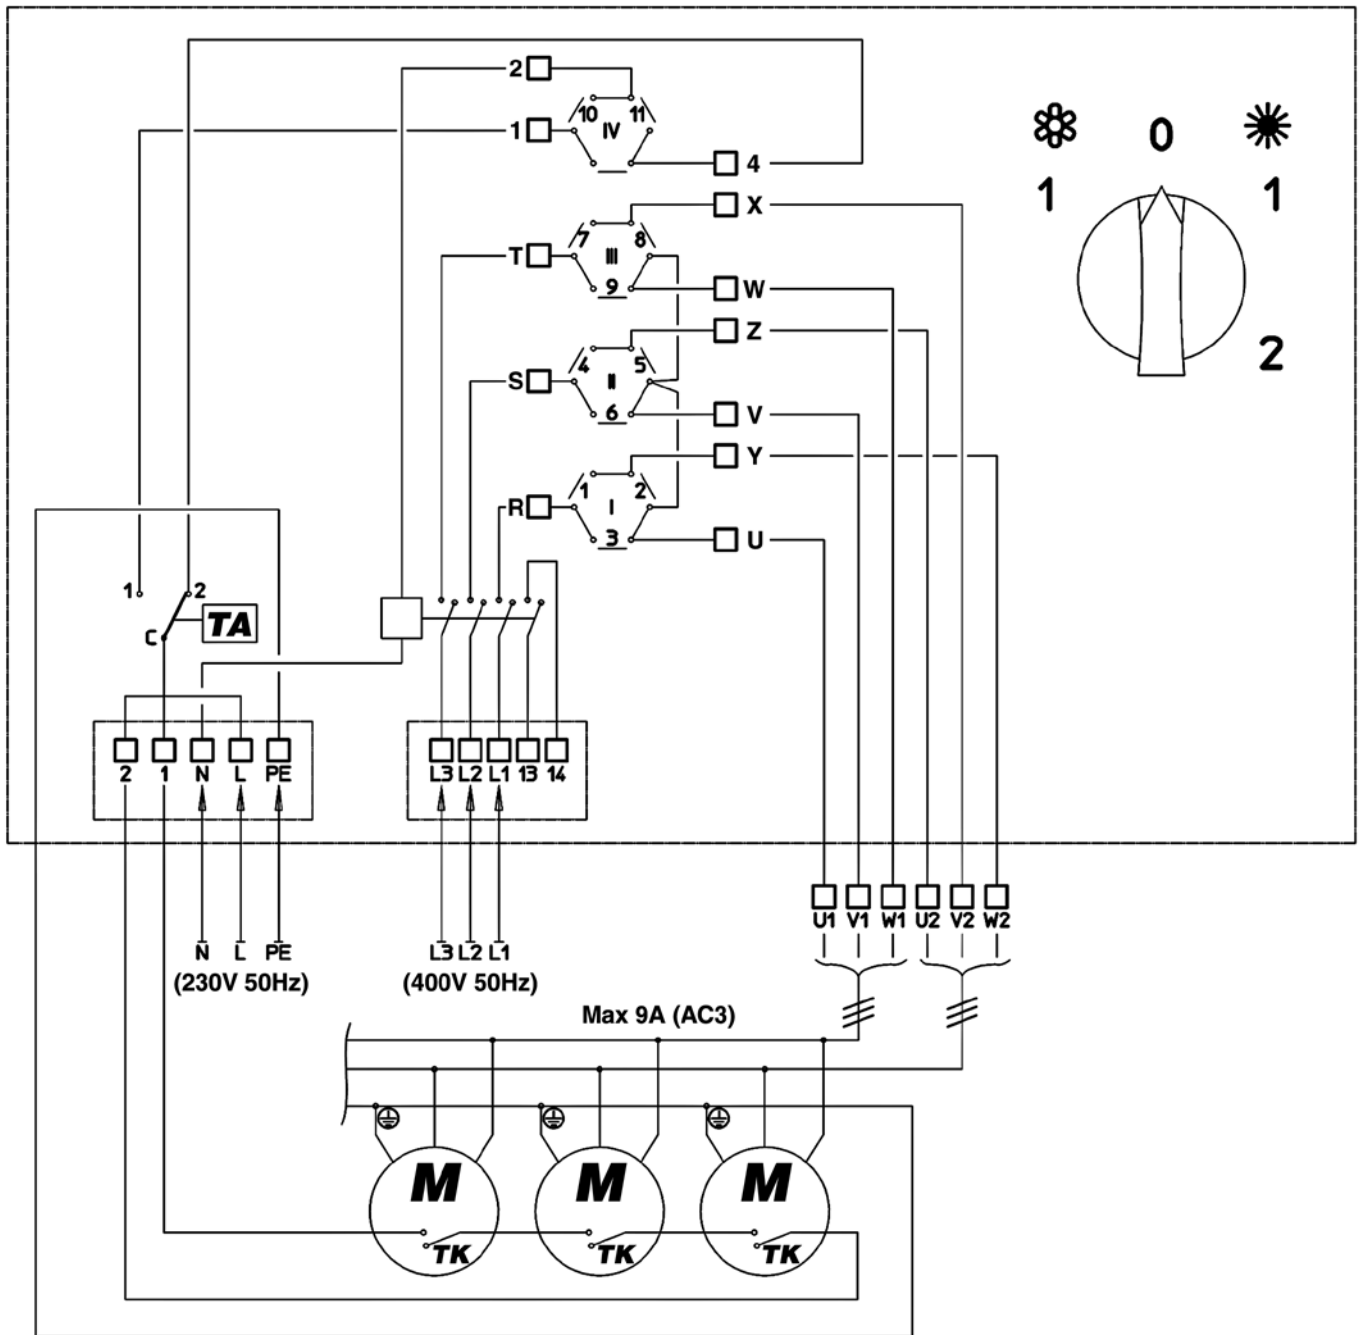 2
10 11
1 IV
4
0
1 1
X
7 8
T III
9 W
Z
4 5
S II
2
6 V
Y
1 2
R I
3 U
1 2
C TA
2 1 N L PE
L3 L2 L1 13 14
U1 V1 W1 U2 V2 W2
N L PE
L3 L2 L1
(230V 50Hz)
(400V 50Hz)
Max 9A (AC3)
M M M
TK TK TK